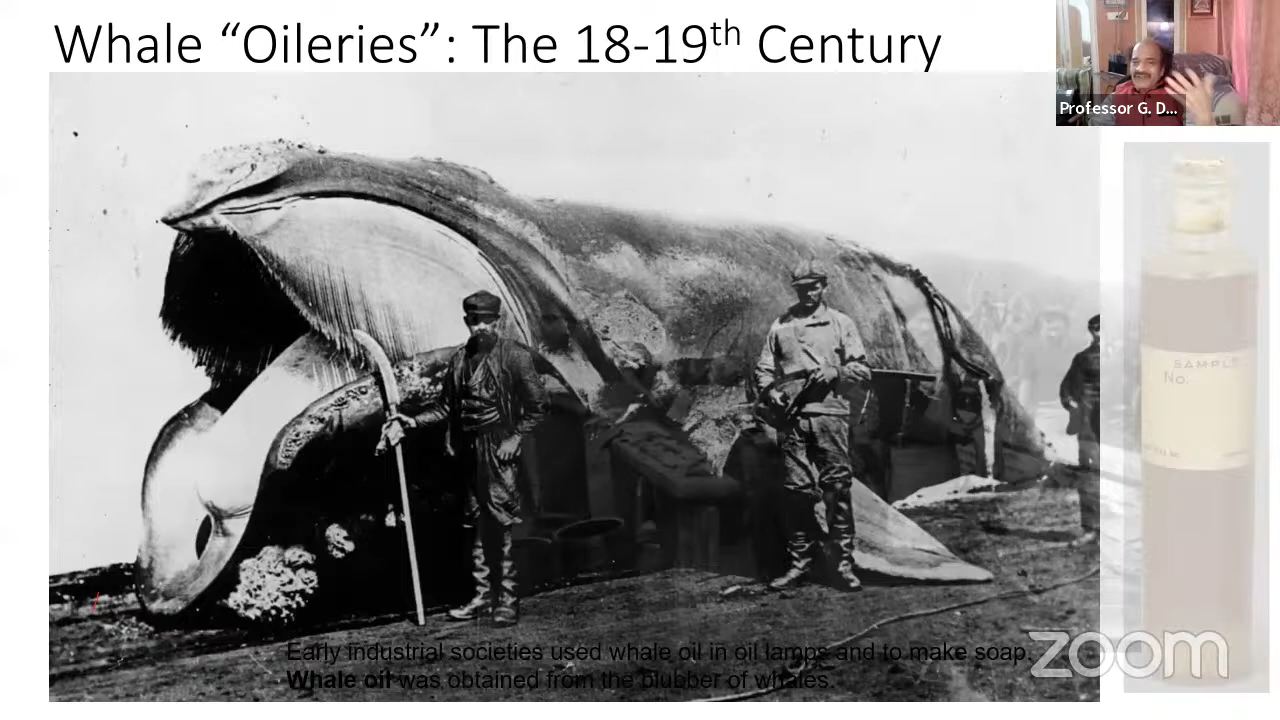 Whale “Oileries”: The 18-19th Century
Professor G. D...
SAMPLE
No.
Early industrial societies used whale oil in oil lamps and to make soap.
Whale oil was obtained from the blubber of whales.
zoom